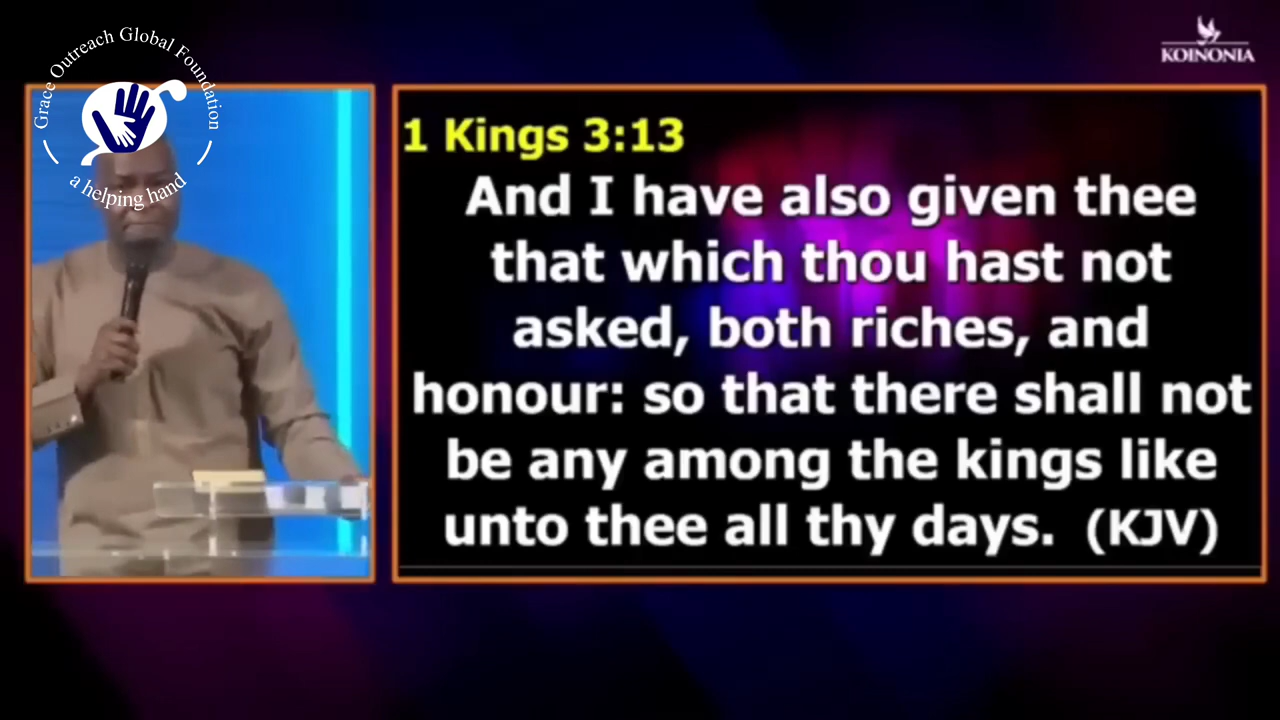 Grace Outreach Global Foundation
a helping hand
KOINONIA
1 Kings 3:13
And I have also given thee
that which thou hast not
asked, both riches, and
honour: so that there shall not
be any among the kings like
unto thee all thy days. (KJV)